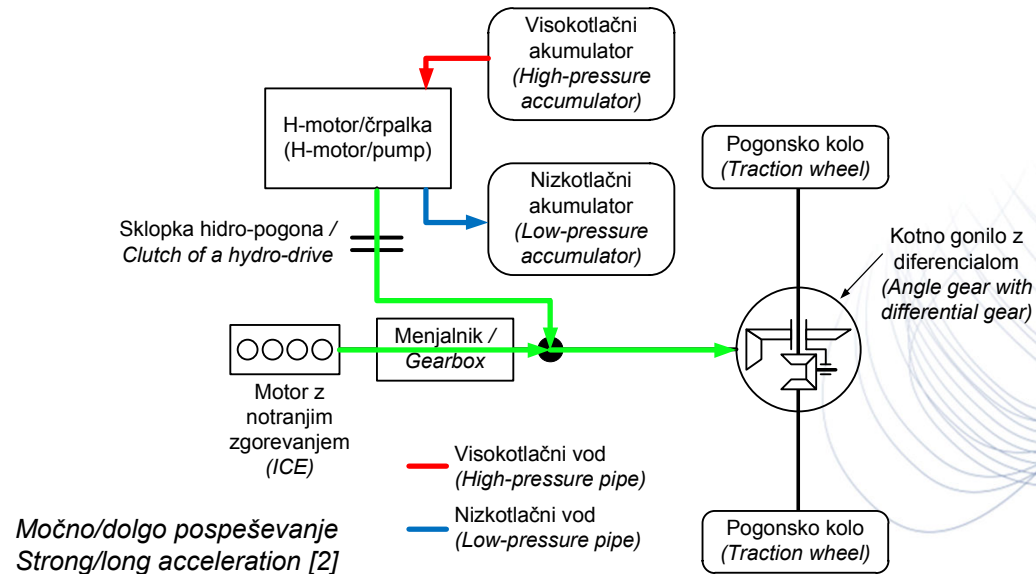 Visokotlačni
akumulator
(High-pressure
accumulator)
H-motor/črpalka
(H-motor/pump)
Nizkotlačni
akumulator
(Low-pressure
accumulator)
Sklopka hidro-pogona /
Clutch of a hydro-drive
Pogonsko kolo
(Traction wheel)
Kotno gonilo z
diferencialom
(Angle gear with
differential gear)
Menjalnik /
Gearbox
Motor z
notranjim
zgorevanjem
(ICE)
Visokotlačni vod
(High-pressure pipe)
Nizkotlačni vod
(Low-pressure pipe)
Pogonsko kolo
(Traction wheel)
Močno/dolgo pospeševanje
Strong/long acceleration [2]